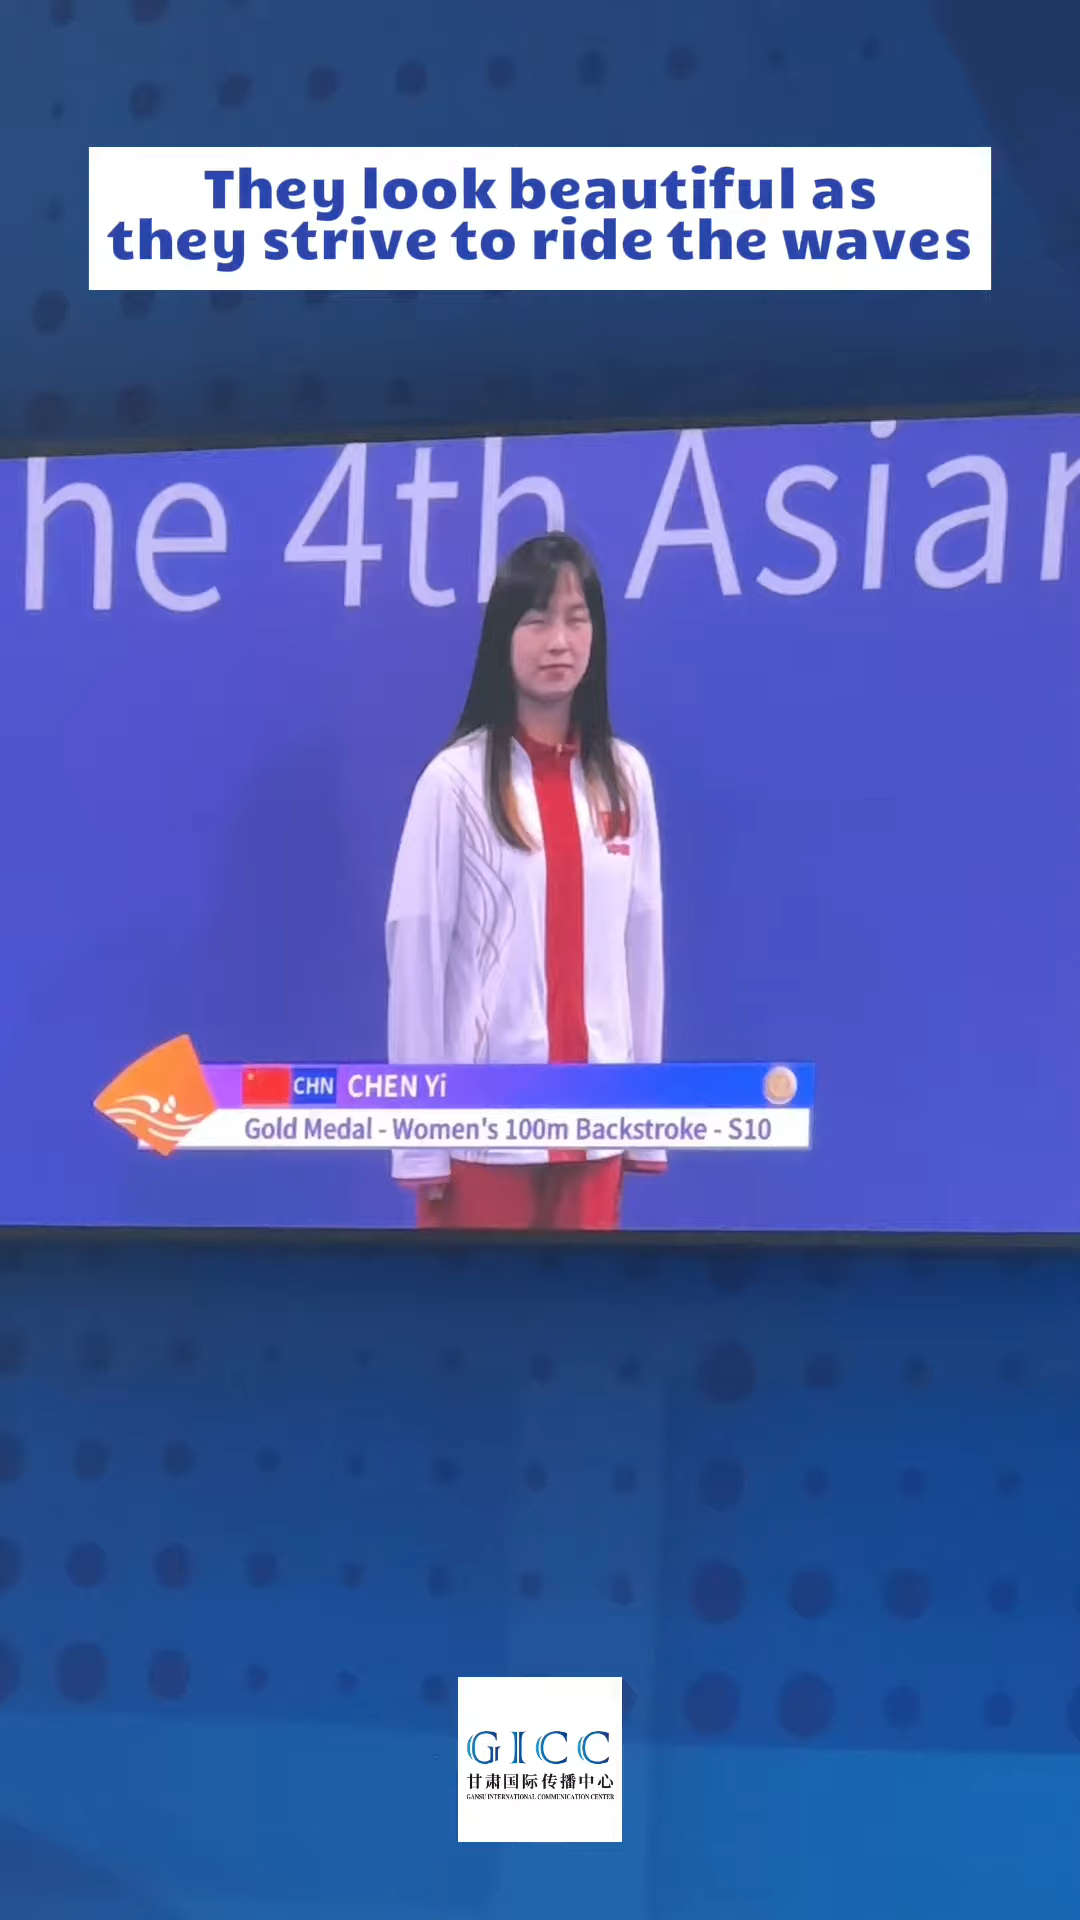 They look beautiful as
they strive to ride the waves
he 4th Asian
CHN CHEN Yi
Gold Medal - Women's 100m Backstroke - S10
GICC
甘肃国际传播中心
GANSU INTERNATIONAL COMMUNICATION CENTER